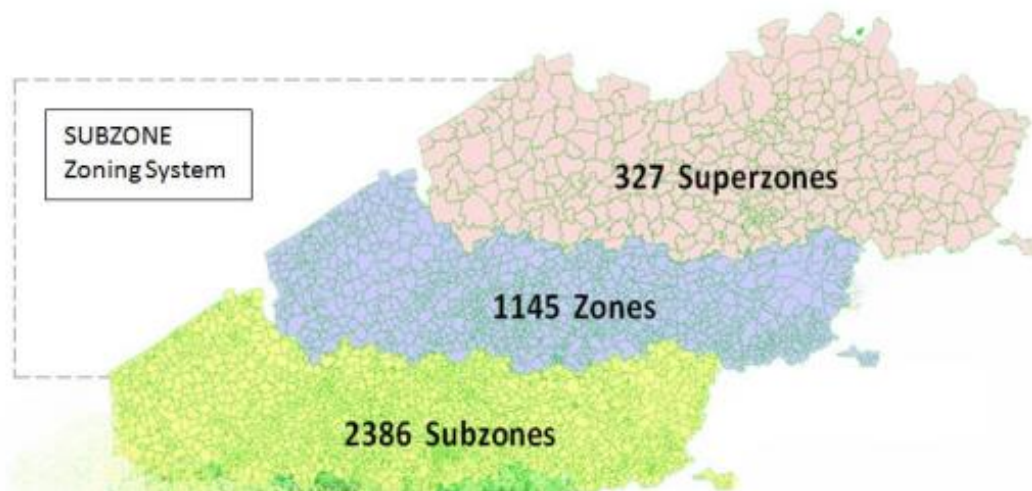 SUBZONE
Zoning System
327 Superzones
1145 Zones
2386 Subzones